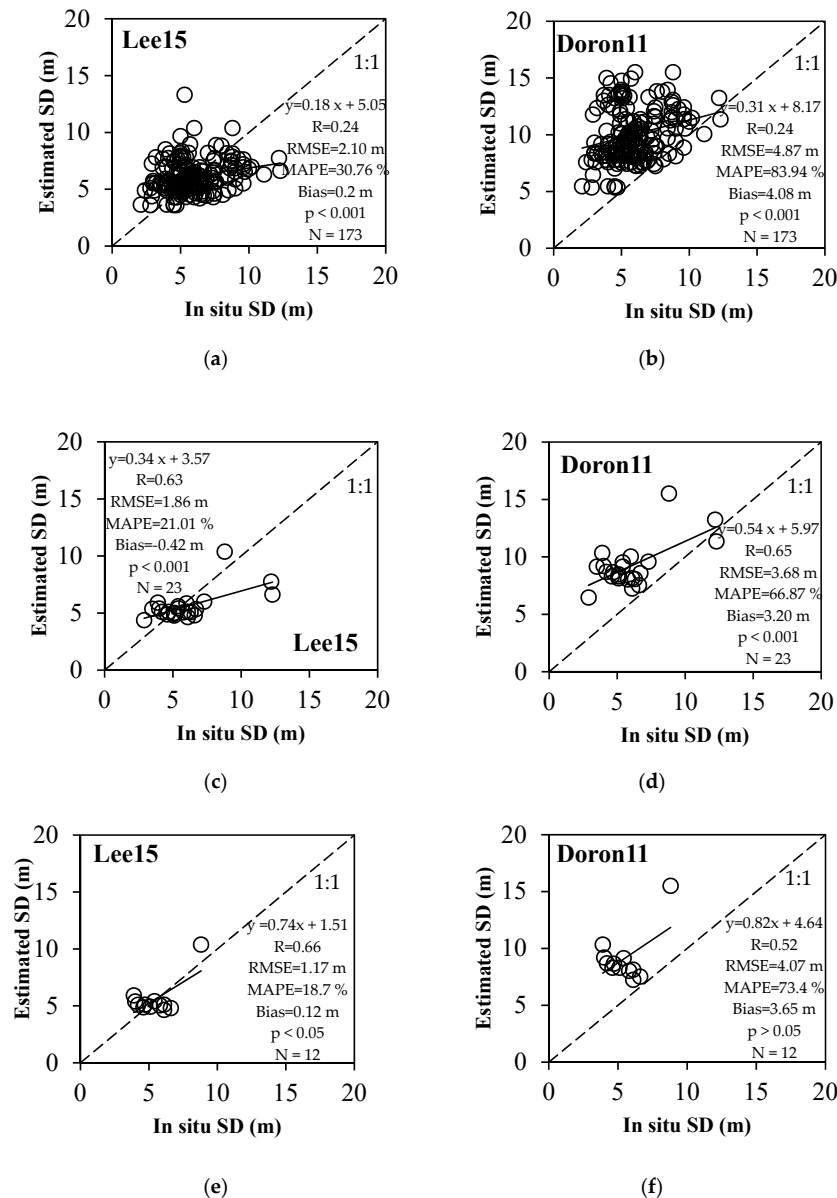 20
15
10
5
0
Estimated SD (m)
Lee15
1:1
y=0.18 x + 5.05
R=0.24
RMSE=2.10 m
MAPE=30.76 %
Bias=0.2 m
p < 0.001
N = 173
0 5 10 15 20
In situ SD (m)
(a)
20
15
10
5
0
Estimated SD (m)
Doron11
1:1
y=0.31 x + 8.17
R=0.24
RMSE=4.87 m
MAPE=83.94 %
Bias=4.08 m
p < 0.001
N = 173
0 5 10 15 20
In situ SD (m)
(b)
20
15
10
5
0
Estimated SD (m)
y=0.34 x + 3.57
R=0.63
RMSE=1.86 m
MAPE=21.01 %
Bias=-0.42 m
p < 0.001
N = 23
1:1
Lee15
0 5 10 15 20
In situ SD (m)
(c)
20
15
10
5
0
Estimated SD (m)
Doron11
1:1
y=0.54 x + 5.97
R=0.65
RMSE=3.68 m
MAPE=66.87 %
Bias=3.20 m
p < 0.001
N = 23
0 5 10 15 20
In situ SD (m)
(d)
20
15
10
5
0
Estimated SD (m)
Lee15
1:1
y =0.74x + 1.51
R=0.66
RMSE=1.17 m
MAPE=18.7 %
Bias=0.12 m
p < 0.05
N = 12
0 5 10 15 20
In situ SD (m)
(e)
20
15
10
5
0
Estimated SD (m)
Doron11
1:1
y=0.82x + 4.64
R=0.52
RMSE=4.07 m
MAPE=73.4 %
Bias=3.65 m
p > 0.05
N = 12
0 5 10 15 20
In situ SD (m)
(f)